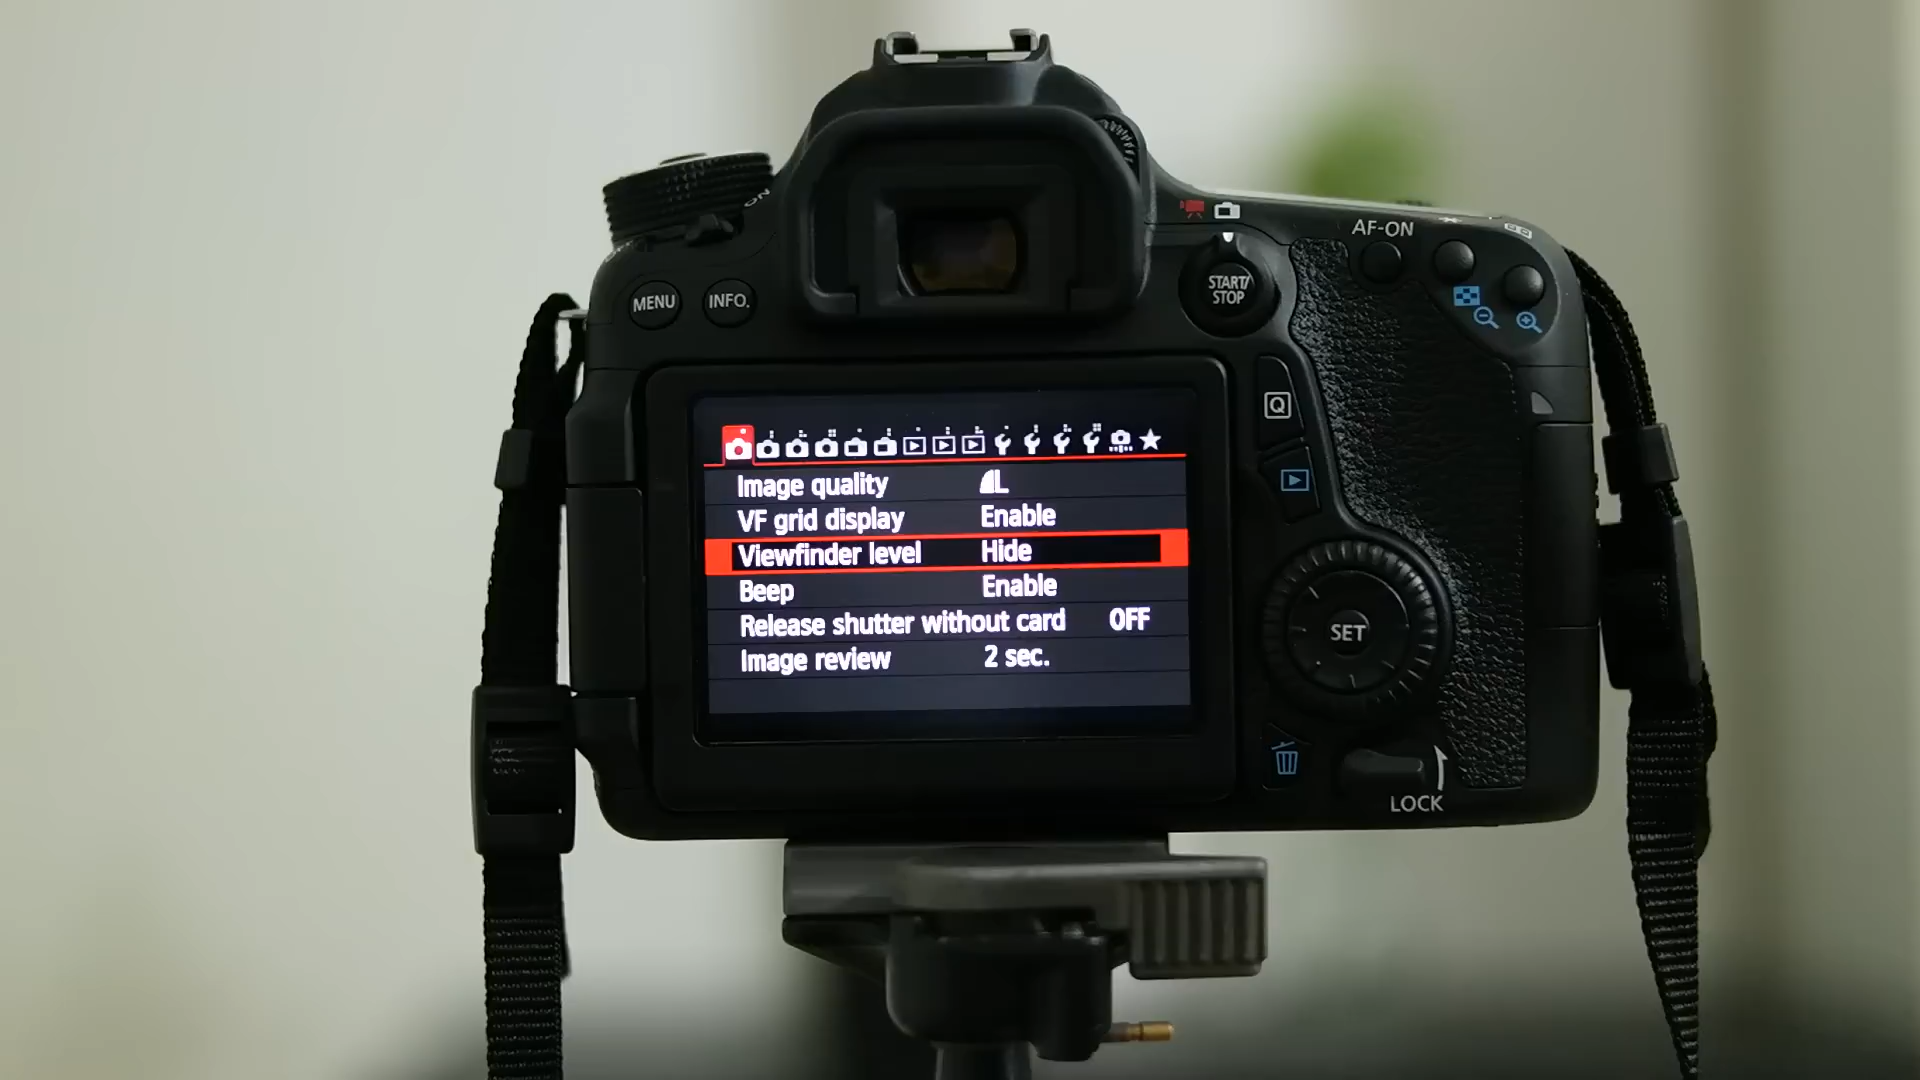 ON
AF-ON
MENU
INFO.
START/
STOP
Q
Image quality L
VF grid display Enable
Viewfinder level Hide
Beep Enable
Release shutter without card OFF
Image review 2 sec.
SET
LOCK